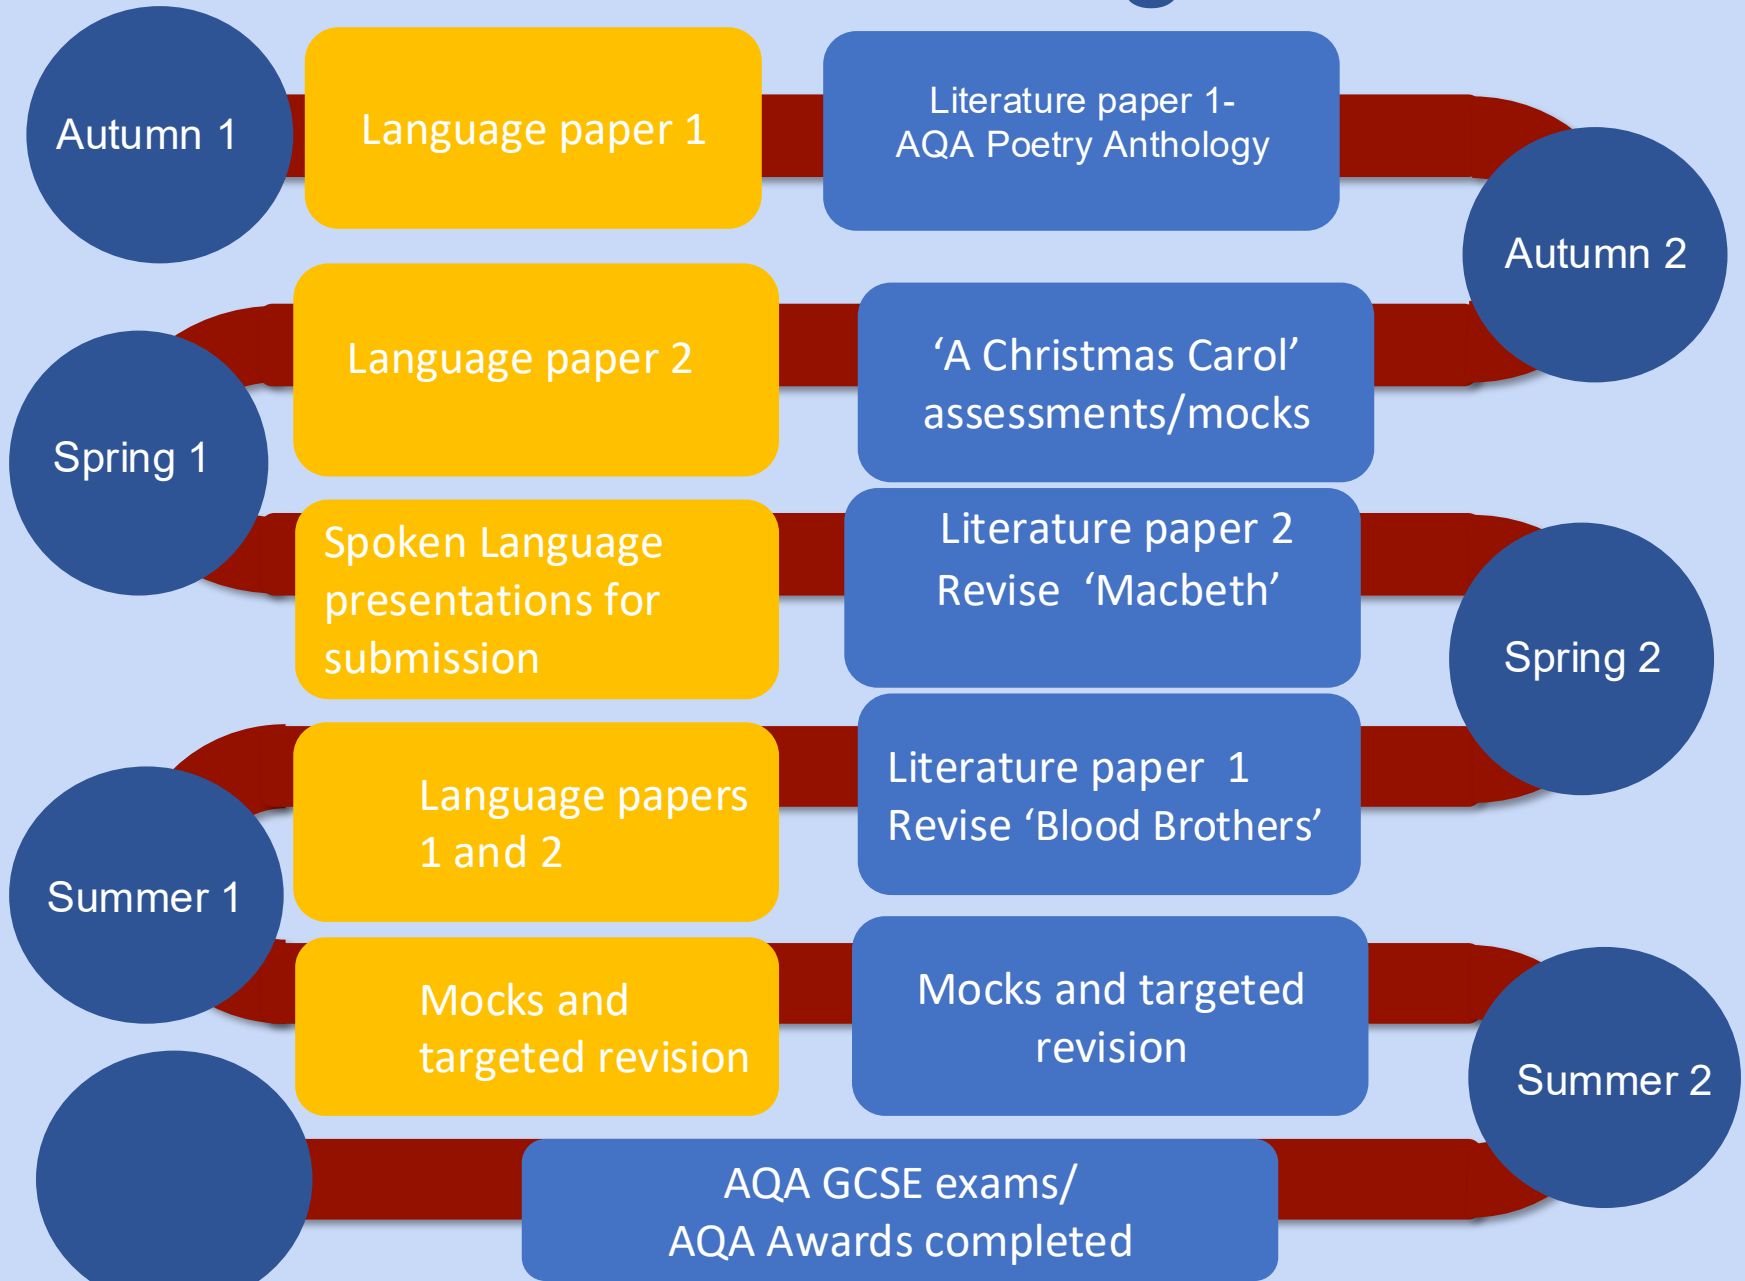 Autumn 1
Language paper 1
Literature paper 1-
AQA Poetry Anthology
Autumn 2
Language paper 2
‘A Christmas Carol’
assessments/mocks
Spring 1
Spoken Language
presentations for
submission
Literature paper 2
Revise ‘Macbeth’
Spring 2
Language papers
1 and 2
Literature paper 1
Revise ‘Blood Brothers’
Summer 1
Mocks and
targeted revision
Mocks and targeted
revision
Summer 2
AQA GCSE exams/
AQA Awards completed